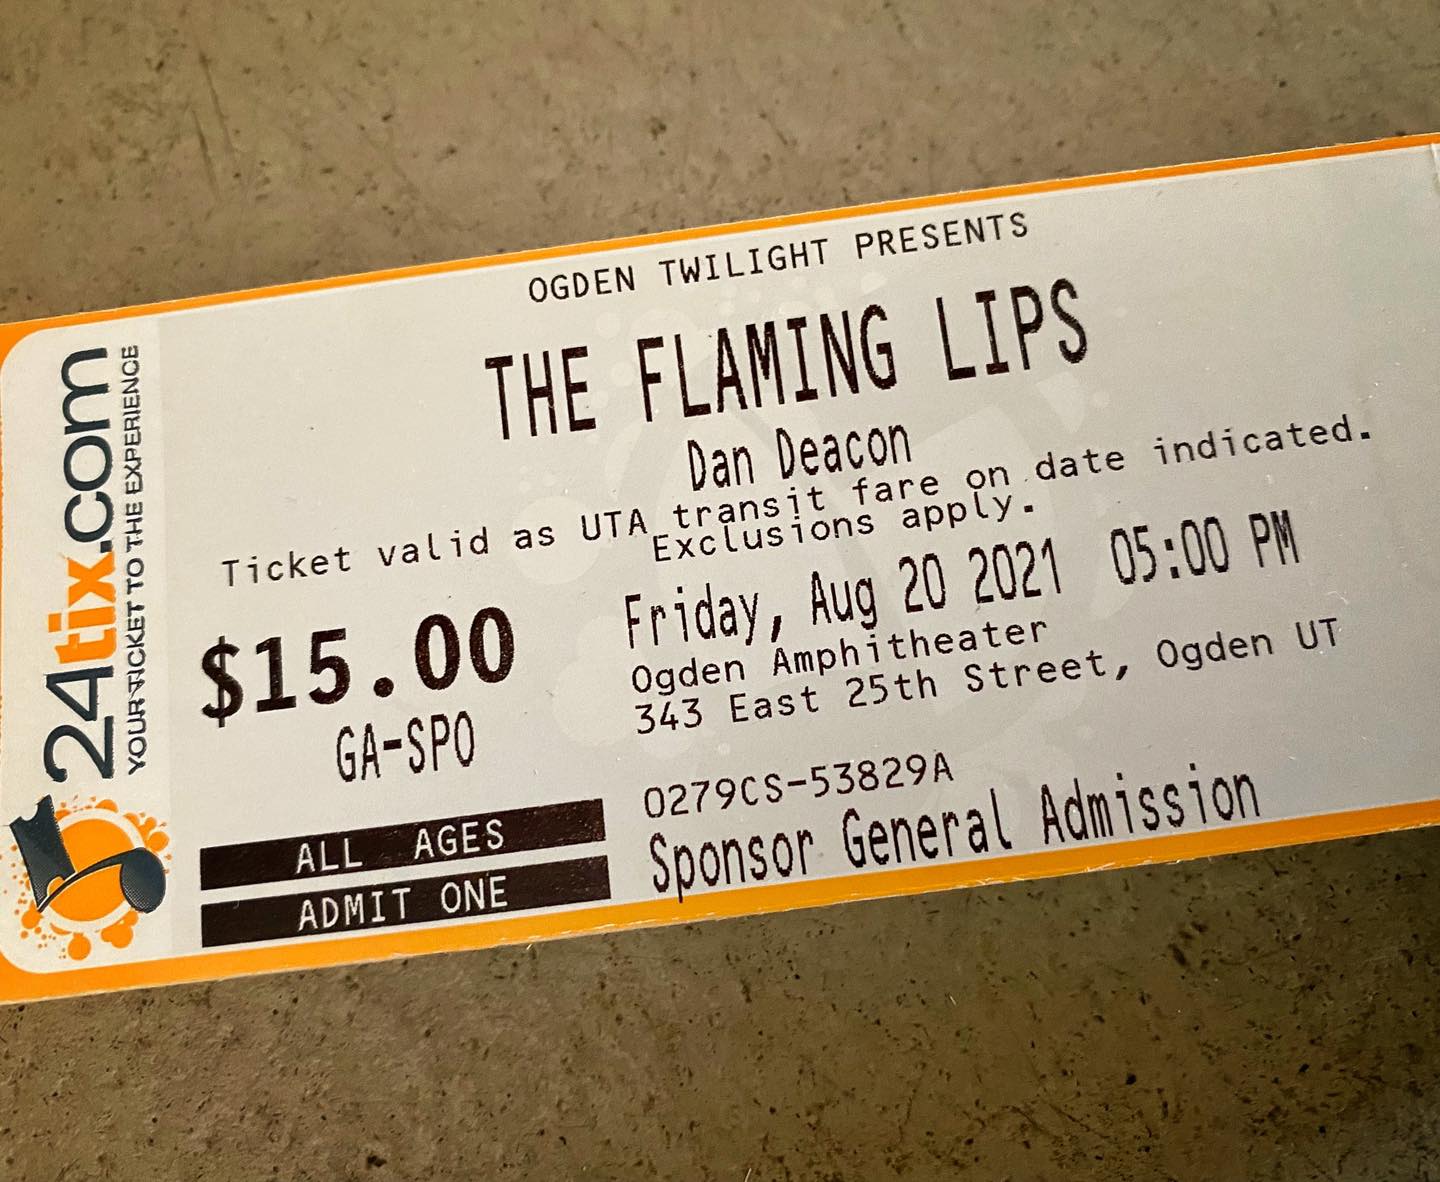 24tix.com
YOUR TICKET TO THE EXPERIENCE
OGDEN TWILIGHT PRESENTS
THE FLAMING LIPS
Dan Deacon
Ticket valid as UTA transit fare on date indicated.
Exclusions apply.
$15.00
GA-SPO
ALL AGES
ADMIT ONE
Friday, Aug 20 2021 05:00 PM
Ogden Amphitheater
343 East 25th Street, Ogden UT
0279CS-53829A
Sponsor General Admission